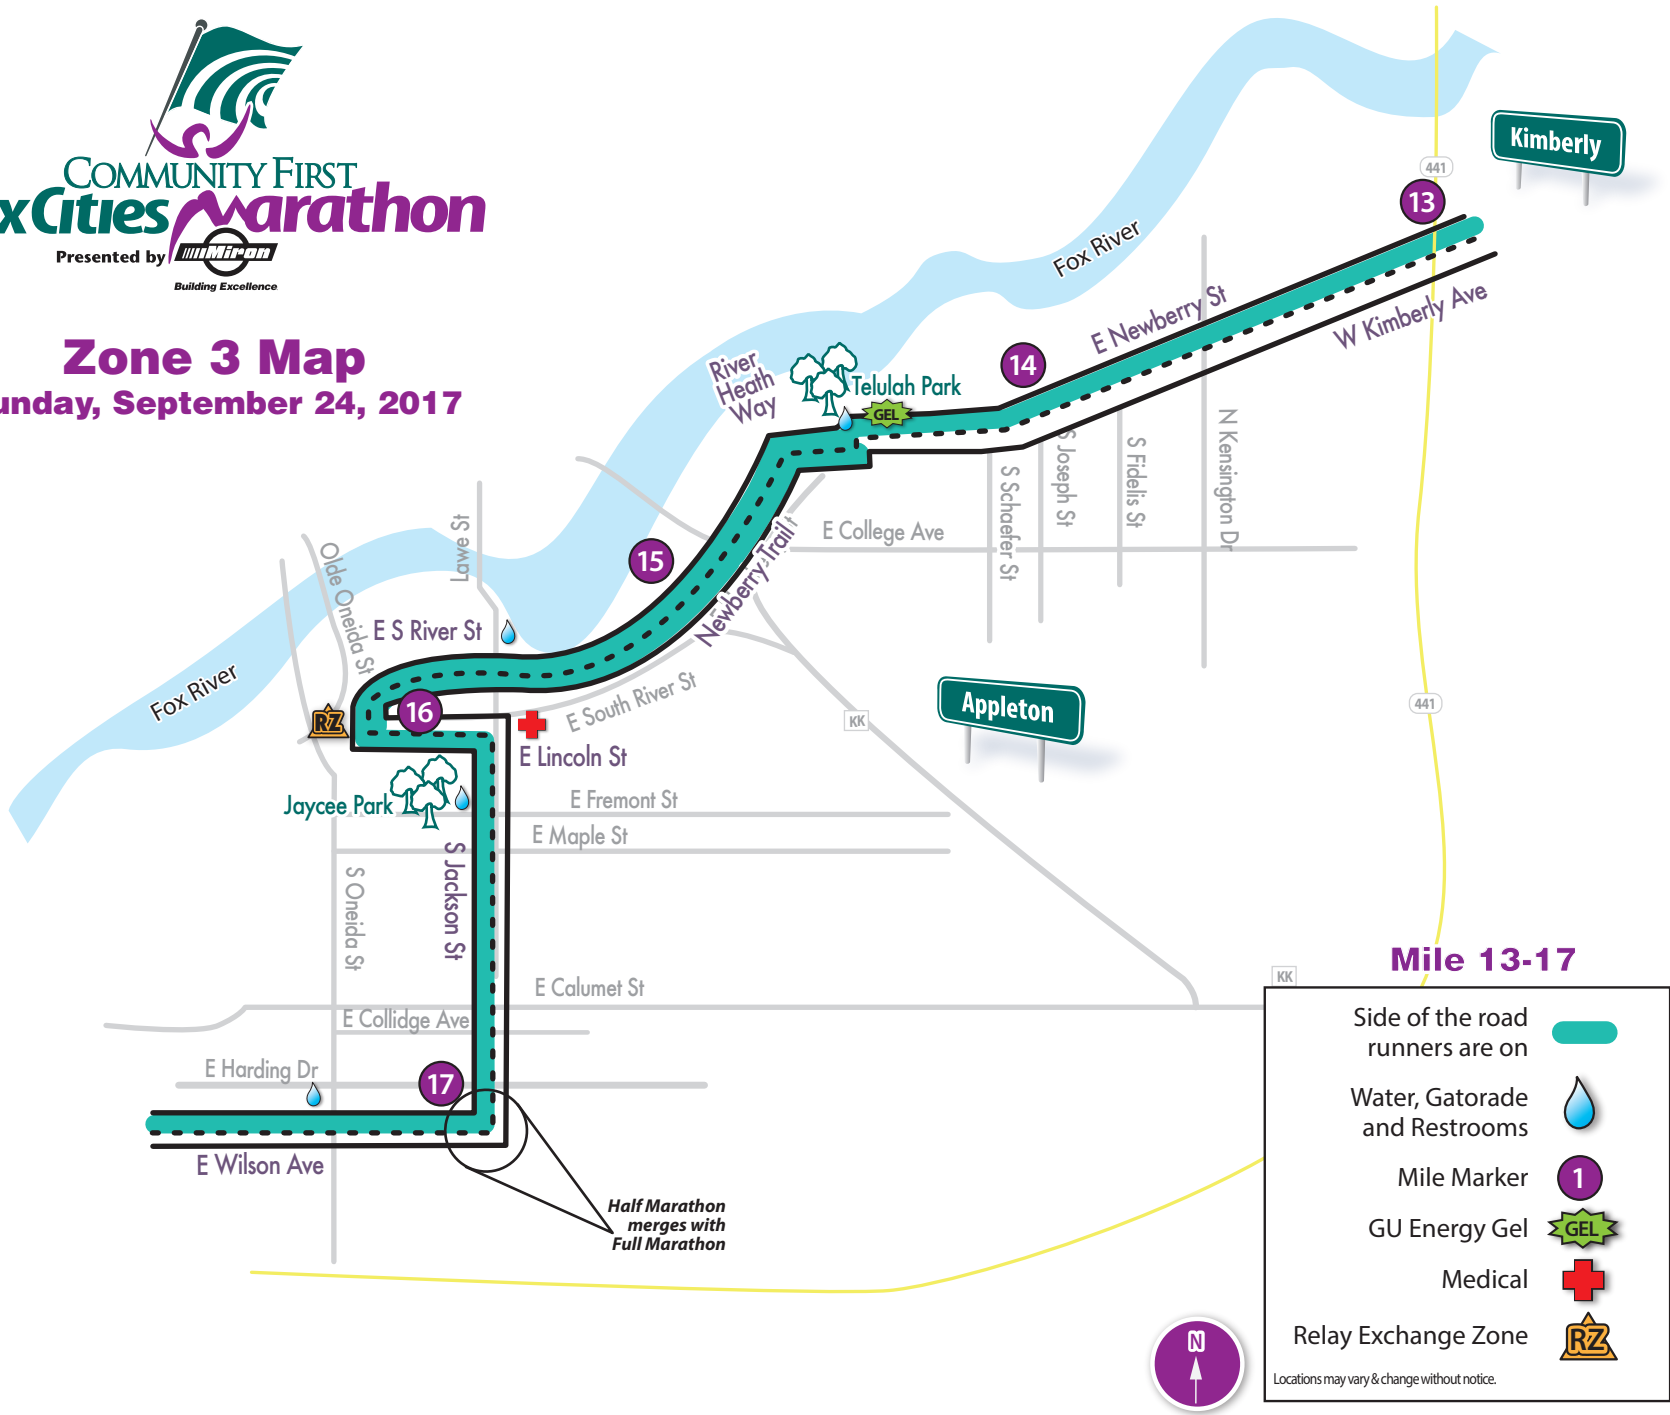 COMMUNITY FIRST
xCities Marathon
Presented by Miron
Building Excellence
Zone 3 Map
unday, September 24, 2017
Kimberly
441
13
Fox River
E Newberry St
W Kimberly Ave
14
River
Heath
Way
Telulah Park
GEL
N Kensington Dr
S Fidelis St
S Joseph St
S Schaefer St
E College Ave
Newberry Trail
15
Lawe St
Olde Oneida St
E S River St
Fox River
RZ
16
E South River St
KK
441
Appleton
E Lincoln St
Jaycee Park
E Fremont St
E Maple St
S Jackson St
S Oneida St
E Calumet St
KK
E Collidge Ave
E Harding Dr
17
E Wilson Ave
Half Marathon
merges with
Full Marathon
Mile 13-17
Side of the road
runners are on
Water, Gatorade
and Restrooms
Mile Marker
1
GU Energy Gel
GEL
Medical
Relay Exchange Zone
RZ
Locations may vary & change without notice.
N